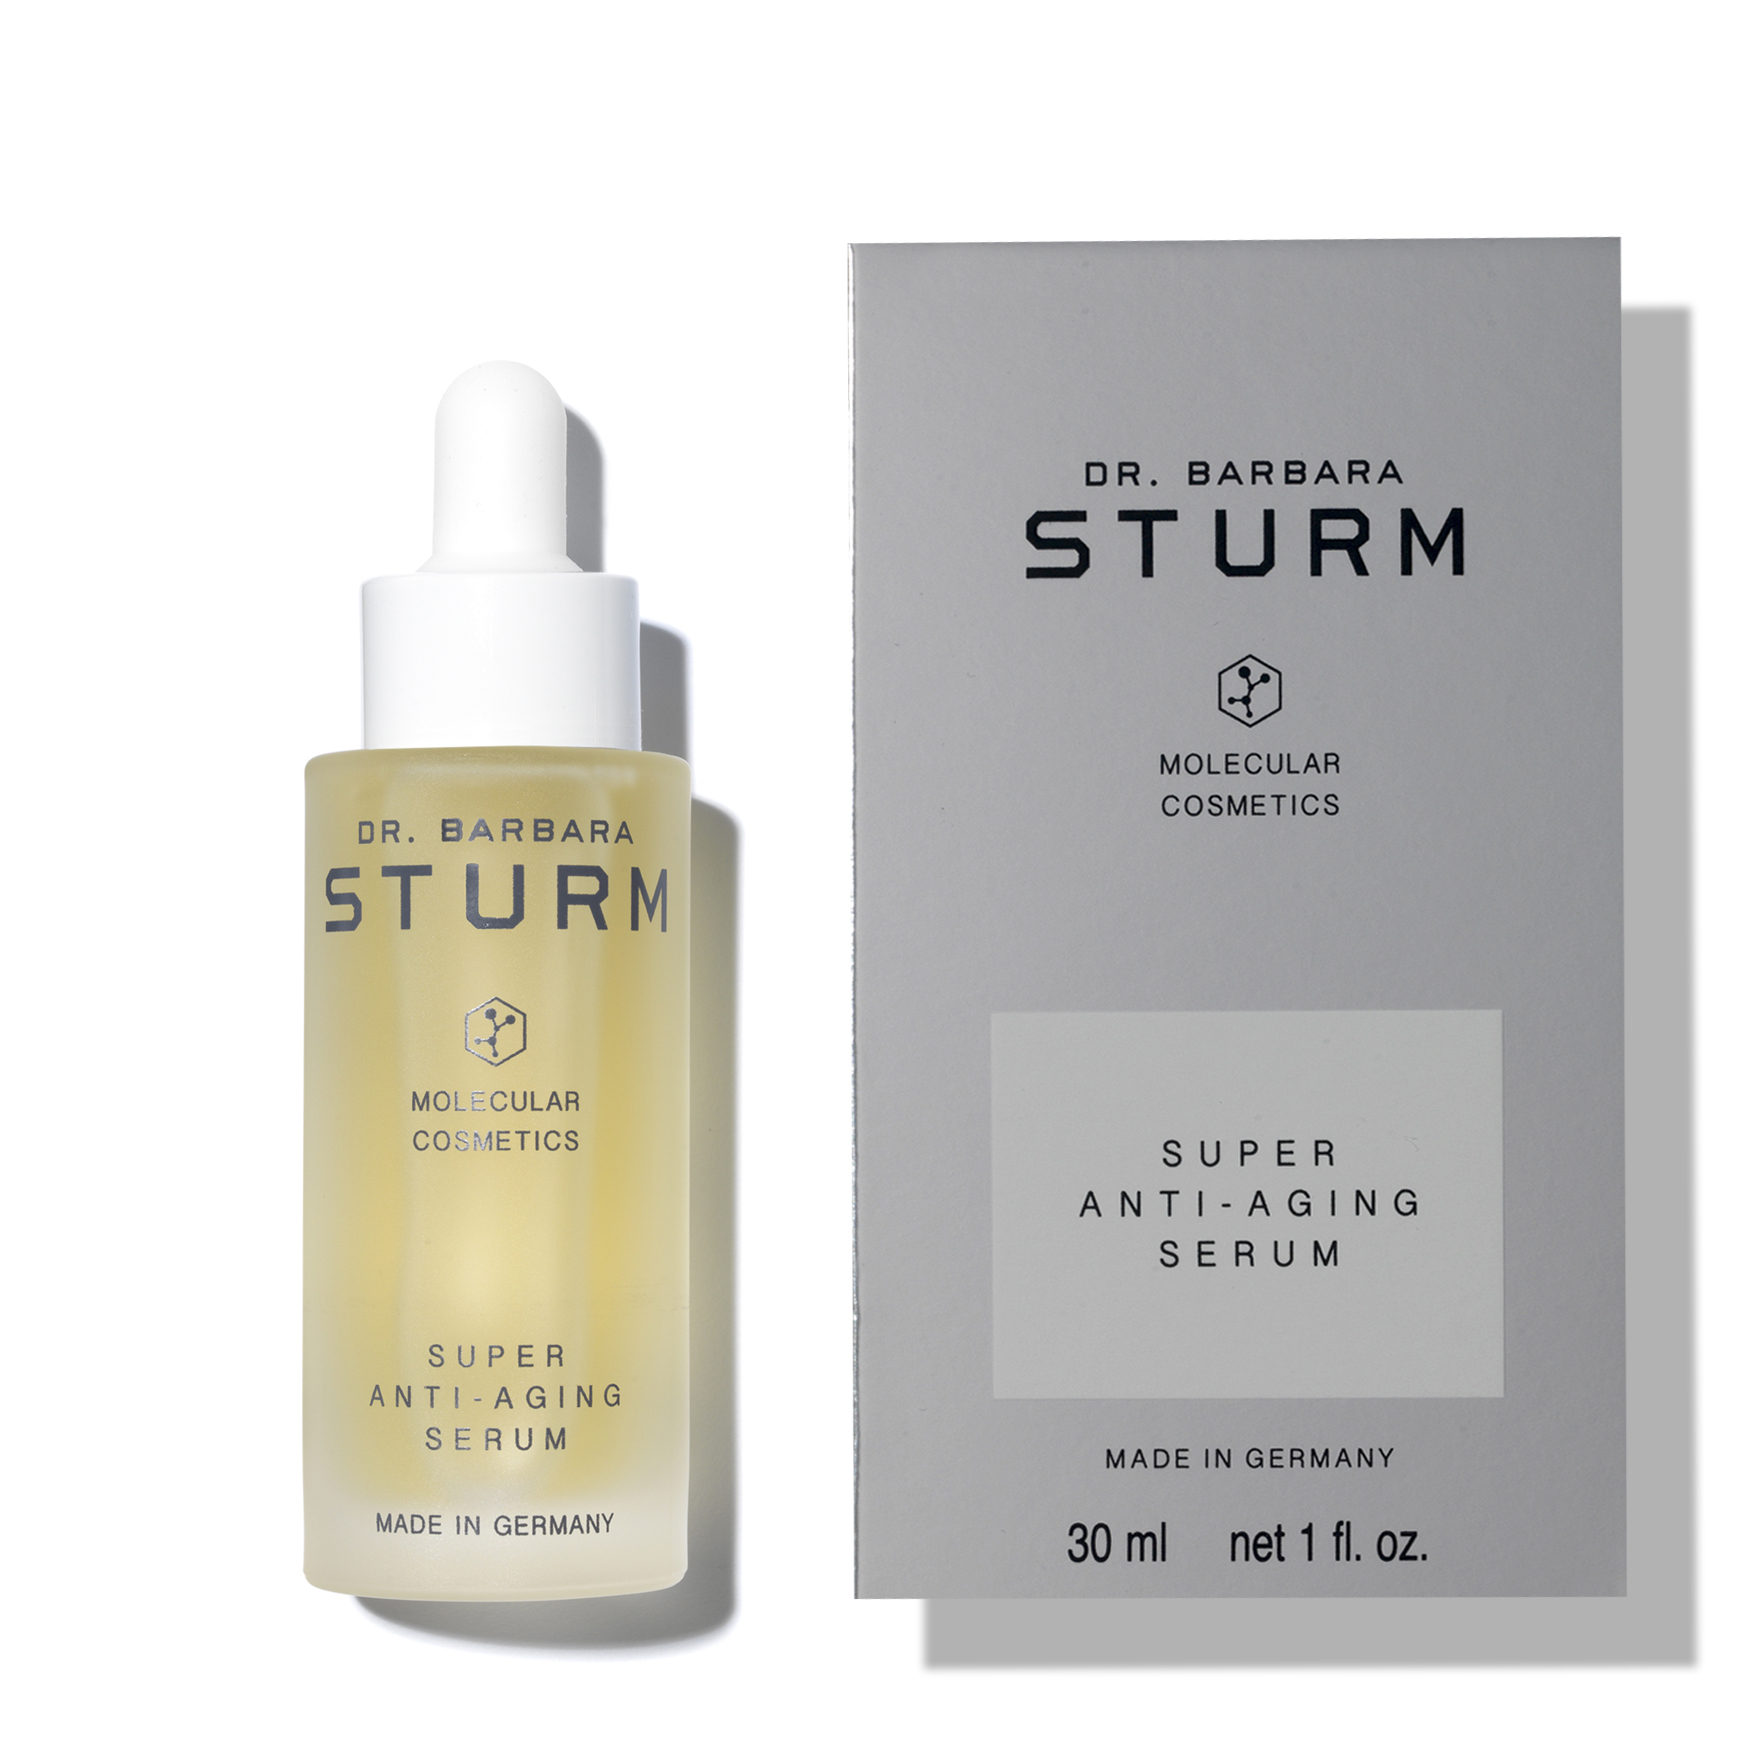 DR. BARBARA
STURM
MOLECULAR
COSMETICS
SUPER
ANTI-AGING
SERUM
MADE IN GERMANY
DR. BARBARA
STURM
MOLECULAR
COSMETICS
SUPER
ANTI-AGING
SERUM
MADE IN GERMANY
30 ml net 1 fl. oz.